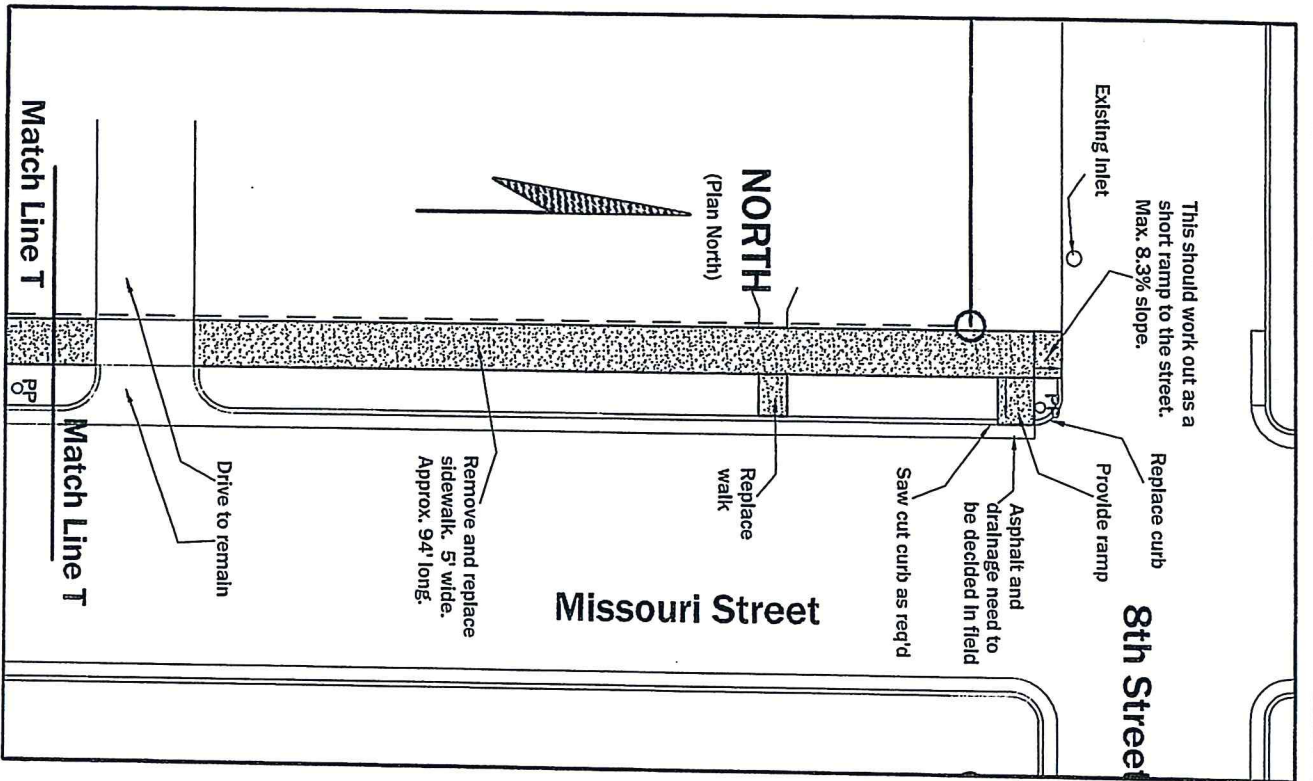 8th Street
This should work out as a
short ramp to the street.
Max. 8.3% slope.
Existing Inlet
Replace curb
Provide ramp
PP
Asphalt and
drainage need to
be decided in field
Saw cut curb as req'd
NORTH
(Plan North)
Replace
walk
Missouri Street
Remove and replace
sidewalk. 5' wide.
Approx. 94' long.
Drive to remain
Match Line T
Match Line T
PP